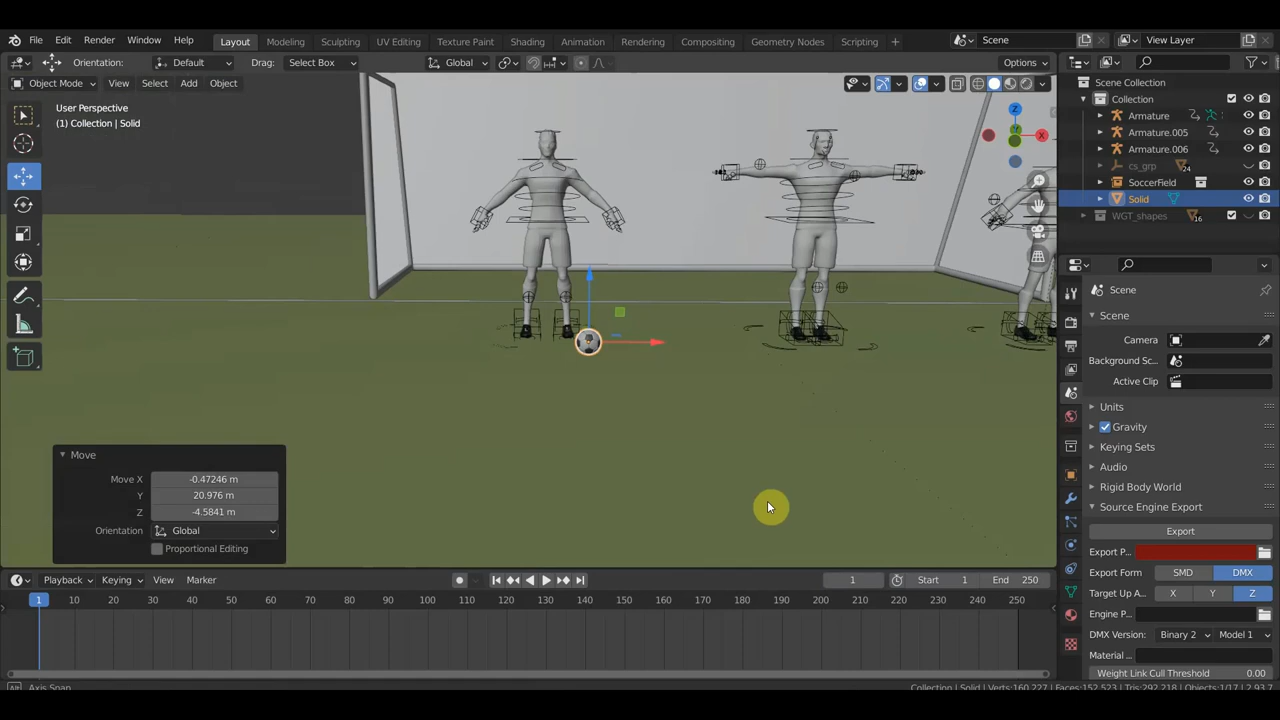 File Edit Render Window Help Layout Modeling Sculpting UV Editing Texture Paint Shading Animation Rendering Compositing Geometry Nodes Scripting + Scene View Layer
Orientation: Default Drag: Select Box Global Options
Object Mode View Select Add Object
User Perspective
(1) Collection | Solid
Z
Y
X
Scene Collection
Collection
Armature
Armature.005
Armature.006
cs_grp 24
SoccerField
Solid
WGT_shapes 16
Scene
Scene
Camera
Background Sc...
Active Clip
Units
Gravity
Keying Sets
Audio
Rigid Body World
Source Engine Export
Export
Export P...
Export Form SMD DMX
Target Up A... X Y Z
Engine P...
DMX Version: Binary 2 Model 1
Material ...
Weight Link Cull Threshold 0.00
Move
Move X -0.47246 m
Y 20.976 m
Z -4.5841 m
Orientation Global
Proportional Editing
Playback Keying View Marker 1 Start 1 End 250
1 10 20 30 40 50 60 70 80 90 100 110 120 130 140 150 160 170 180 190 200 210 220 230 240 250
Axis Snap Collection | Solid | Verts:160,227 | Faces:152,523 | Tris:292,218 | Objects:1/17 | 2.93.7